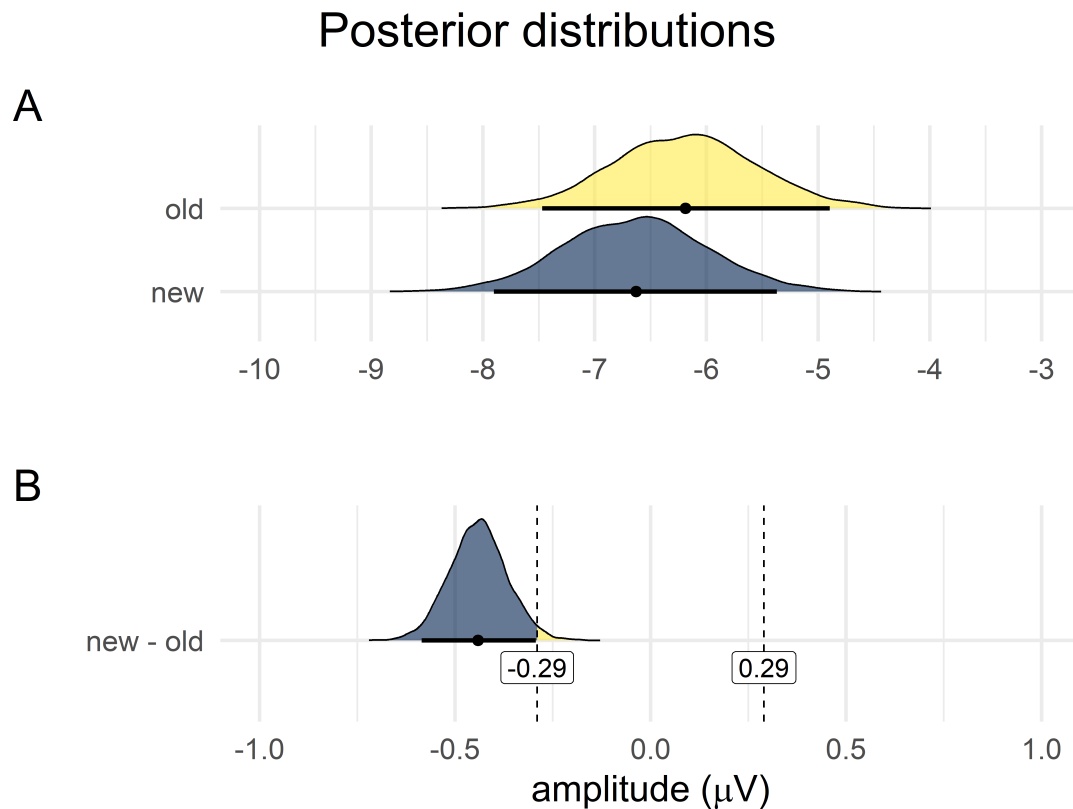 Posterior distributions
A
old
new
-10 -9 -8 -7 -6 -5 -4 -3
B
new - old
-0.29 0.29
-1.0 -0.5 0.0 0.5 1.0
amplitude (μV)